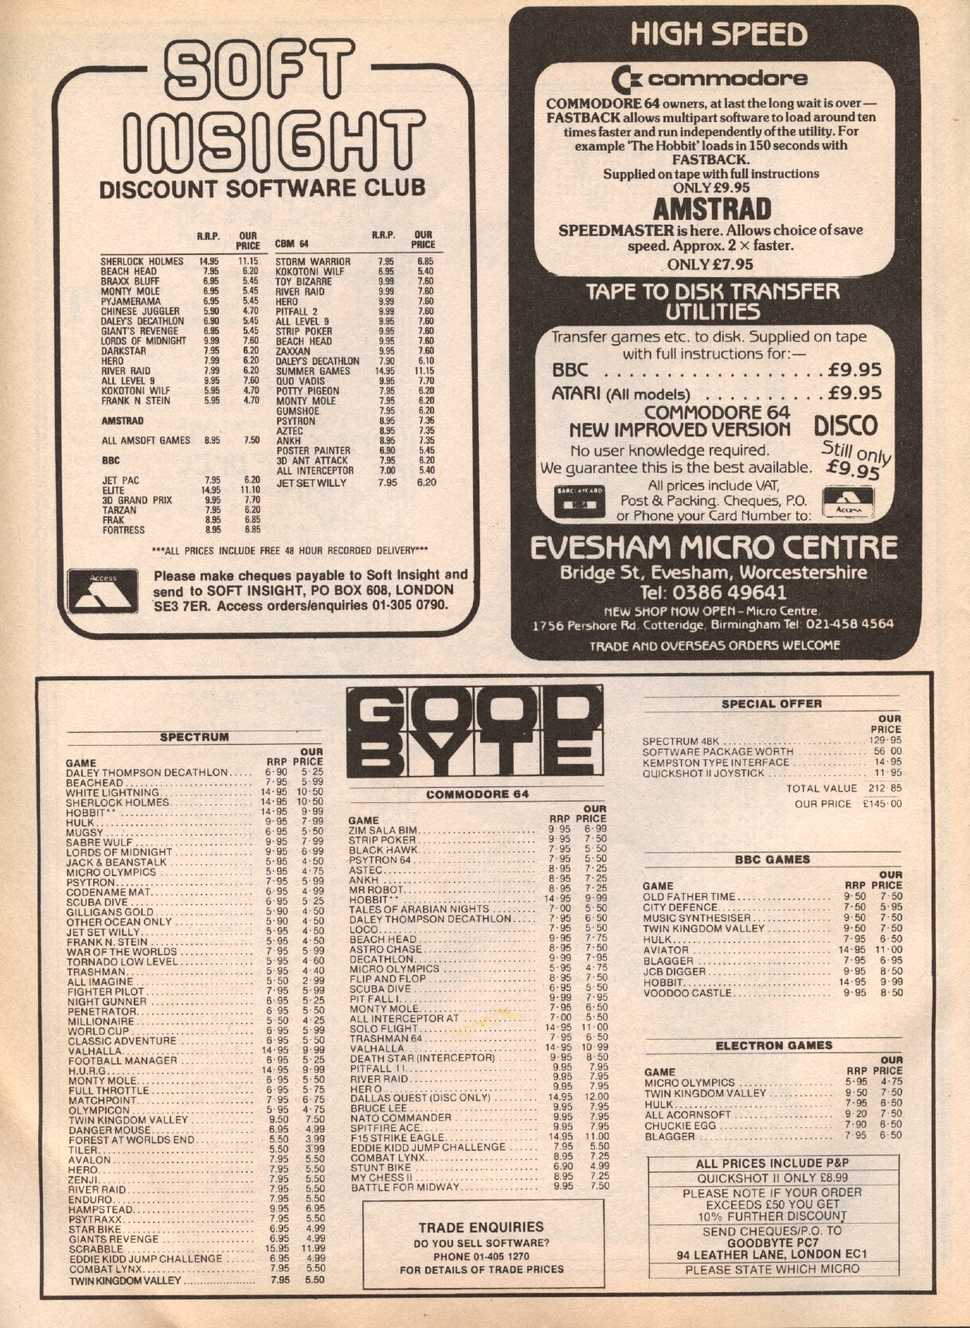 SOFT
INSIGHT
DISCOUNT SOFTWARE CLUB
R.R.P. OUR PRICE
SHERLOCK HOLMES 14.95 11.15
BEACH HEAD 7.95 6.20
BRAXX BLUFF 6.95 5.45
MONTY MOLE 6.95 5.45
PYJAMERAMA 6.95 5.45
CHINESE JUGGLER 5.90 4.70
DALEY'S DECATHLON 6.90 5.45
GIANT'S REVENGE 6.95 5.45
LORDS OF MIDNIGHT 9.99 7.60
DARKSTAR 7.95 6.20
HERO 7.99 6.20
RIVER RAID 7.99 6.20
ALL LEVEL 9 9.95 7.60
KOKOTONI WILF 5.95 4.70
FRANK N STEIN 5.95 4.70
AMSTRAD
ALL AMSOFT GAMES 8.95 7.50
BBC
JET PAC 7.95 6.20
ELITE 14.95 11.10
3D GRAND PRIX 9.95 7.70
TARZAN 7.95 6.20
FRAK 8.95 6.85
FORTRESS 8.95 6.85
CBM 64 R.R.P. OUR PRICE
STORM WARRIOR 7.95 6.85
KOKOTONI WILF 6.95 5.40
TOY BIZARRE 9.99 7.60
RIVER RAID 9.99 7.60
HERO 9.99 7.60
PITFALL 2 9.99 7.60
ALL LEVEL 9 9.95 7.60
STRIP POKER 9.95 7.60
BEACH HEAD 9.95 7.60
ZAXXAN 9.95 7.60
DALEY'S DECATHLON 7.90 6.10
SUMMER GAMES 14.95 11.15
QUO VADIS 9.95 7.70
POTTY PIGEON 7.95 6.20
MONTY MOLE 7.95 6.20
GUMSHOE 7.95 6.20
PSYTRON 8.95 7.35
AZTEC 8.95 7.35
ANKH 8.95 7.35
POSTER PAINTER 6.90 5.45
3D ANT ATTACK 7.95 6.20
ALL INTERCEPTOR 7.00 5.40
JET SET WILLY 7.95 6.20
***ALL PRICES INCLUDE FREE 48 HOUR RECORDED DELIVERY***
Access
Please make cheques payable to Soft Insight and
send to SOFT INSIGHT, PO BOX 608, LONDON
SE3 7ER. Access orders/enquiries 01-305 0790.
HIGH SPEED
commodore
COMMODORE 64 owners, at last the long wait is over —
FASTBACK allows multipart software to load around ten
times faster and run independently of the utility. For
example 'The Hobbit' loads in 150 seconds with
FASTBACK.
Supplied on tape with full instructions
ONLY £9.95
AMSTRAD
SPEEDMASTER is here. Allows choice of save
speed. Approx. 2 × faster.
ONLY £7.95
TAPE TO DISK TRANSFER
UTILITIES
Transfer games etc. to disk. Supplied on tape
with full instructions for:—
BBC . . . . . . . . . . . . . . . . . £9.95
ATARI (All models) . . . . . . . . . . £9.95
COMMODORE 64
NEW IMPROVED VERSION DISCO
No user knowledge required. Still only
We guarantee this is the best available. £9.95
All prices include VAT,
Post & Packing. Cheques, P.O.
or Phone your Card Number to:
BARCLAYCARD
Access
EVESHAM MICRO CENTRE
Bridge St, Evesham, Worcestershire
Tel: 0386 49641
NEW SHOP NOW OPEN – Micro Centre,
1756 Pershore Rd, Cotteridge, Birmingham Tel: 021-458 4564
TRADE AND OVERSEAS ORDERS WELCOME
GOOD
BYTE
SPECTRUM
GAME RRP OUR PRICE
DALEY THOMPSON DECATHLON..... 6·90 5·25
BEACHEAD 7·95 5·99
WHITE LIGHTNING 14·95 10·50
SHERLOCK HOLMES 14·95 10·50
HOBBIT** 14·95 9·99
HULK 9·95 7·99
MUGSY 6·95 5·50
SABRE WULF 9·95 7·99
LORDS OF MIDNIGHT 9·95 6·99
JACK & BEANSTALK 5·95 4·50
MICRO OLYMPICS 5·95 4·75
PSYTRON 7·95 5·99
CODENAME MAT 6·95 4·99
SCUBA DIVE 6·95 5·25
GILLIGANS GOLD 5·90 4·50
OTHER OCEAN ONLY 5·90 4·50
JET SET WILLY 5·95 4·50
FRANK N. STEIN 5·95 4·50
WAR OF THE WORLDS 7·95 5·99
TORNADO LOW LEVEL 5·95 4·60
TRASHMAN 5·95 4·40
ALL IMAGINE 5·50 2·99
FIGHTER PILOT 7·95 5·99
NIGHT GUNNER 6·95 5·25
PENETRATOR 6·95 5·50
MILLIONAIRE 5·50 4·25
WORLD CUP 6·95 5·99
CLASSIC ADVENTURE 6·95 5·50
VALHALLA 14·95 9·99
FOOTBALL MANAGER 6·95 5·25
H.U.R.G. 14·95 9·99
MONTY MOLE 6·95 5·50
FULL THROTTLE 6·95 5·75
MATCHPOINT 7·95 6·75
OLYMPICON 5·95 4·75
TWIN KINGDOM VALLEY 9.50 7.50
DANGER MOUSE 6.95 4.99
FOREST AT WORLDS END 5.50 3.99
TILER 5.50 3.99
AVALON 7.95 5.50
HERO 7.95 5.50
ZENJI 7.95 5.50
RIVER RAID 7.95 5.50
ENDURO 7.95 5.50
HAMPSTEAD 9.95 6.95
PSYTRAXX 7.95 5.50
STAR BIKE 6.95 4.99
GIANTS REVENGE 6.95 4.99
SCRABBLE 15.95 11.99
EDDIE KIDD JUMP CHALLENGE 6.95 4.99
COMBAT LYNX 7.95 5.50
TWIN KINGDOM VALLEY 7.95 5.50
COMMODORE 64
GAME RRP OUR PRICE
ZIM SALA BIM 9·95 6·99
STRIP POKER 9·95 7·50
BLACK HAWK 7·95 5·50
PSYTRON 64 7·95 5·50
ASTEC 8·95 7·25
ANKH 8·95 7·25
MR ROBOT 8·95 7·25
HOBBIT** 14·95 9·99
TALES OF ARABIAN NIGHTS 7·00 5·50
DALEY THOMPSON DECATHLON 7·95 6·50
LOCO 7·95 5·50
BEACH HEAD 9·95 7·75
ASTRO CHASE 8·95 7·50
DECATHLON 9·99 7·95
MICRO OLYMPICS 5·95 4·75
FLIP AND FLOP 8·95 7·50
SCUBA DIVE 6·95 5·50
PIT FALL I 9·99 7·95
MONTY MOLE 7·95 6·50
ALL INTERCEPTOR AT 7·00 5·50
SOLO FLIGHT 14·95 11·00
TRASHMAN 64 7·95 6·50
VALHALLA 14·95 10·99
DEATH STAR (INTERCEPTOR) 9·95 8·50
PITFALL 11 9.95 7.95
RIVER RAID 9.95 7.95
HERO 9.95 7.95
DALLAS QUEST (DISC ONLY) 14.95 12.00
BRUCE LEE 9.95 7.95
NATO COMMANDER 9.95 7.95
SPITFIRE ACE 9.95 7.95
F15 STRIKE EAGLE 14.95 11.00
EDDIE KIDD JUMP CHALLENGE 7.95 5.50
COMBAT LYNX 8.95 7.25
STUNT BIKE 6.90 4.99
MY CHESS II 8.95 7.25
BATTLE FOR MIDWAY 9.95 7.50
TRADE ENQUIRIES
DO YOU SELL SOFTWARE?
PHONE 01-405 1270
FOR DETAILS OF TRADE PRICES
SPECIAL OFFER
OUR PRICE
SPECTRUM 48K 129·95
SOFTWARE PACKAGE WORTH 56·00
KEMPSTON TYPE INTERFACE 14·95
QUICKSHOT II JOYSTICK 11·95
TOTAL VALUE 212·85
OUR PRICE £145·00
BBC GAMES
GAME RRP OUR PRICE
OLD FATHER TIME 9·50 7·50
CITY DEFENCE 7·50 5·95
MUSIC SYNTHESISER 9·50 7·50
TWIN KINGDOM VALLEY 9·50 7·50
HULK 7·95 6·50
AVIATOR 14·95 11·00
BLAGGER 7·95 6·95
JCB DIGGER 9·95 8·50
HOBBIT 14·95 9·99
VOODOO CASTLE 9·95 8·50
ELECTRON GAMES
GAME RRP OUR PRICE
MICRO OLYMPICS 5·95 4·75
TWIN KINGDOM VALLEY 9·50 7·50
HULK 7·95 6·50
ALL ACORNSOFT 9·20 7·50
CHUCKIE EGG 7·90 6·50
BLAGGER 7·95 6·50
ALL PRICES INCLUDE P&P
QUICKSHOT II ONLY £8.99
PLEASE NOTE IF YOUR ORDER
EXCEEDS £50 YOU GET
10% FURTHER DISCOUNT
SEND CHEQUES/P.O. TO
GOODBYTE PC7
94 LEATHER LANE, LONDON EC1
PLEASE STATE WHICH MICRO